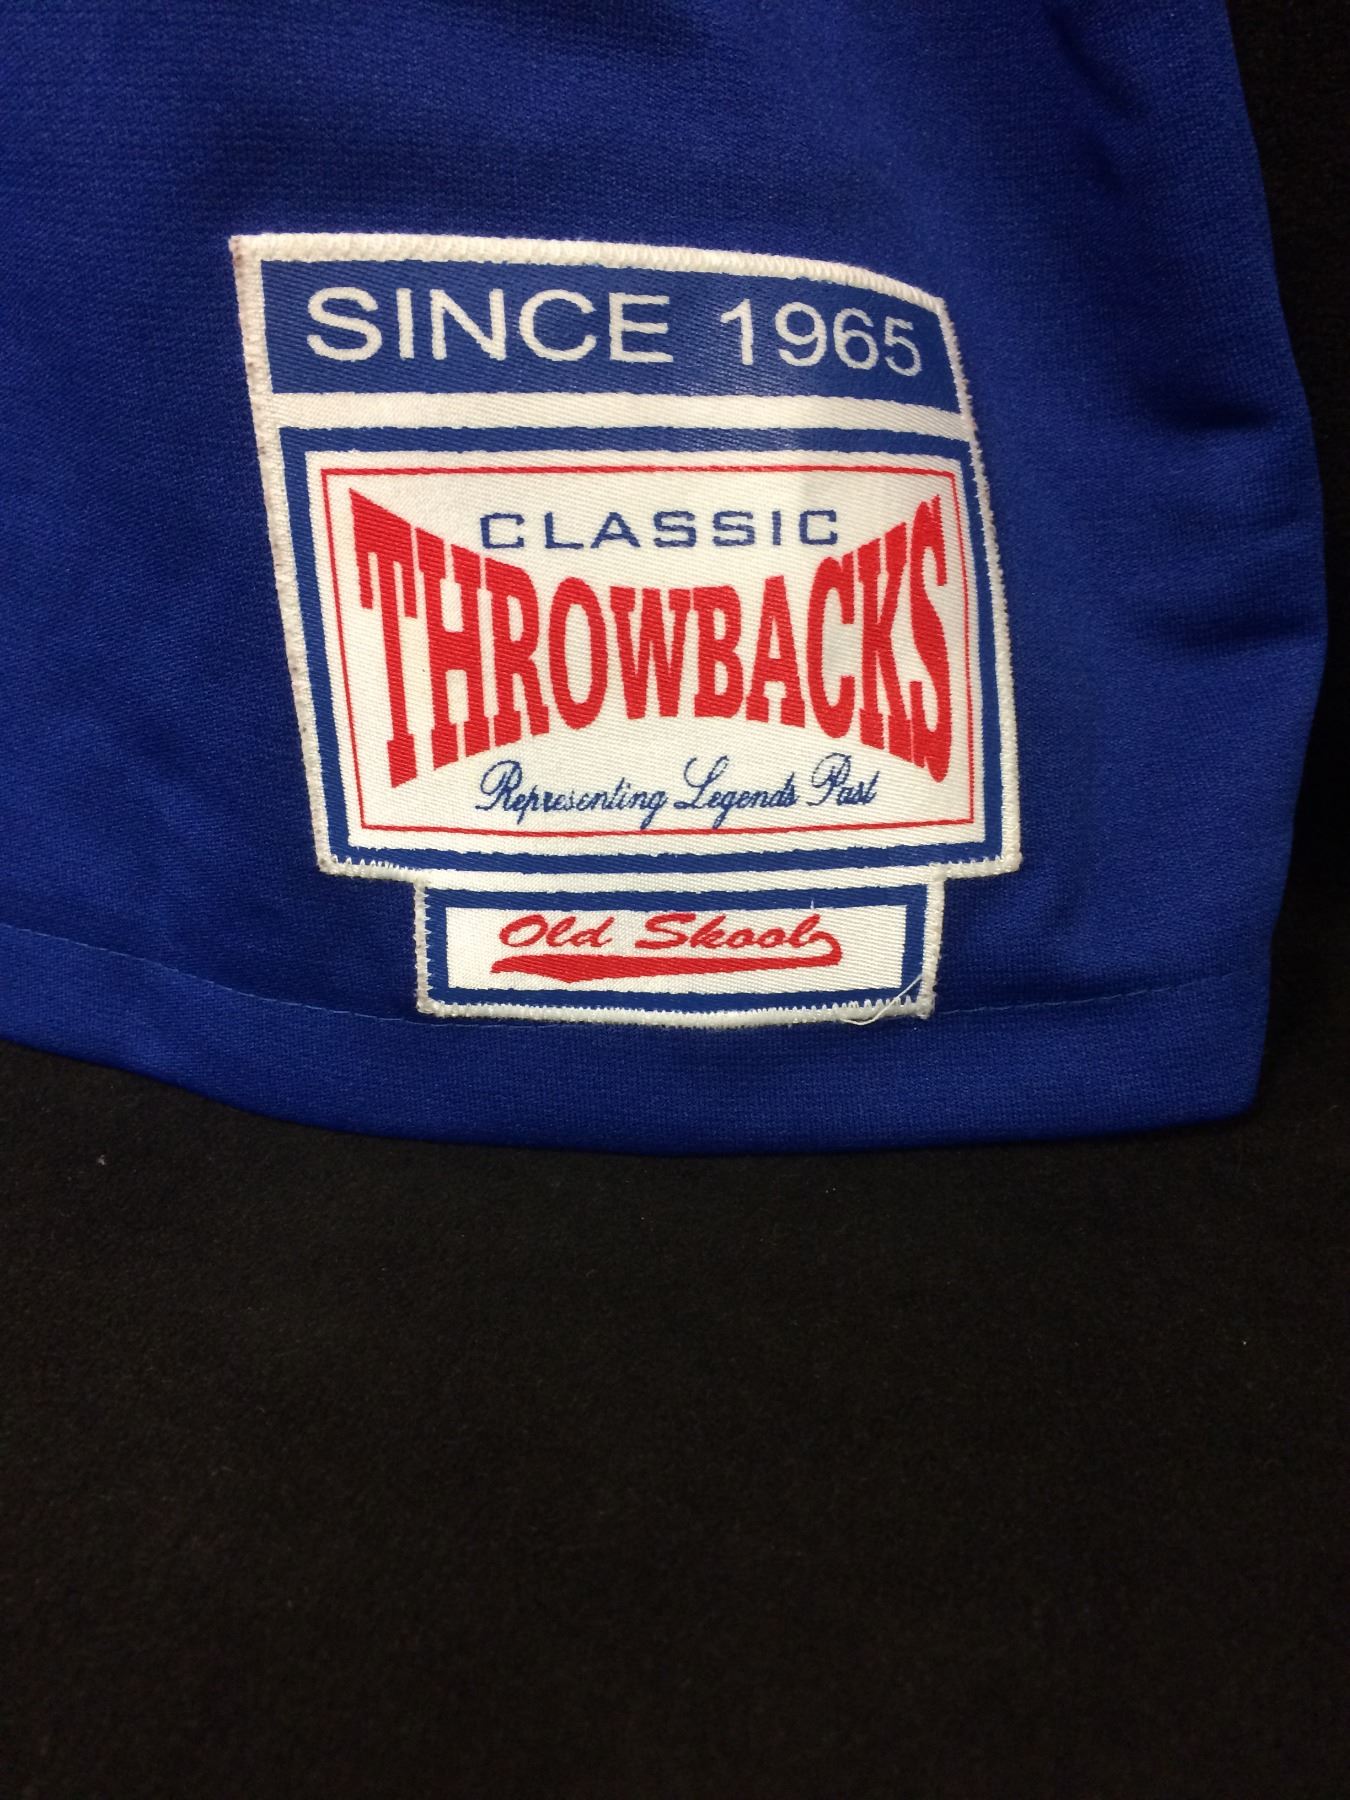 SINCE 1965
CLASSIC
THROWBACKS
Representing Legends Past
Old Skool